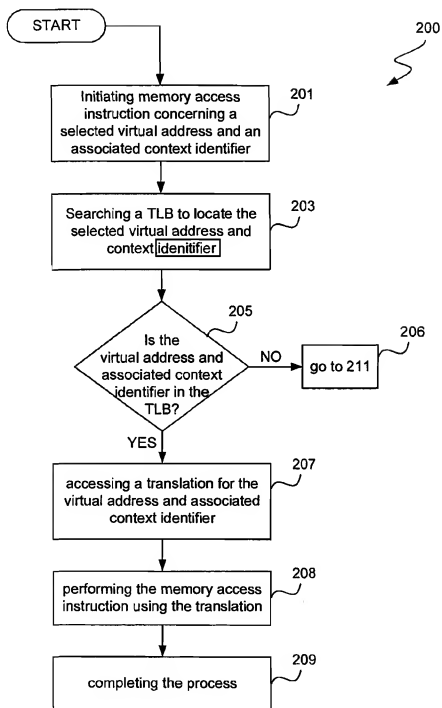 START
200
Initiating memory access
instruction concerning a
selected virtual address and an
associated context identifier
201
Searching a TLB to locate the
selected virtual address and
context idenitifier
203
205
Is the
virtual address and
associated context
identifier in the
TLB?
NO
206
go to 211
YES
207
accessing a translation for the
virtual address and associated
context identifier
208
performing the memory access
instruction using the translation
209
completing the process